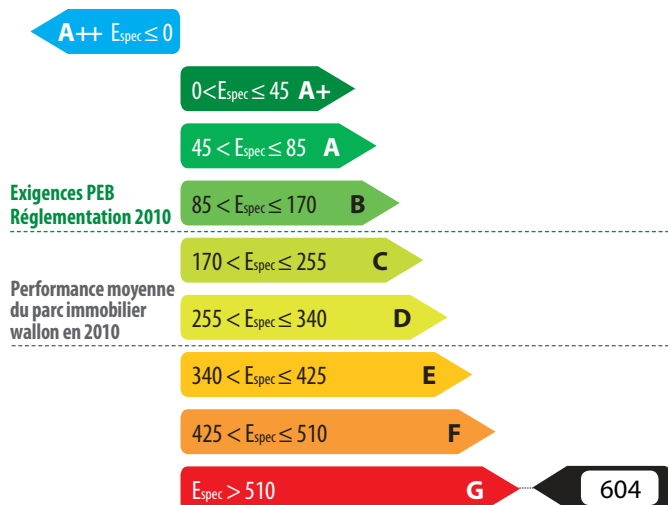 A++ Espec ≤ 0
0<Espec ≤ 45 A+
45 < Espec ≤ 85 A
Exigences PEB
Réglementation 2010
85 < Espec ≤ 170 B
170 < Espec ≤ 255 C
Performance moyenne
du parc immobilier
wallon en 2010
255 < Espec ≤ 340 D
340 < Espec ≤ 425 E
425 < Espec ≤ 510 F
Espec > 510 G 604